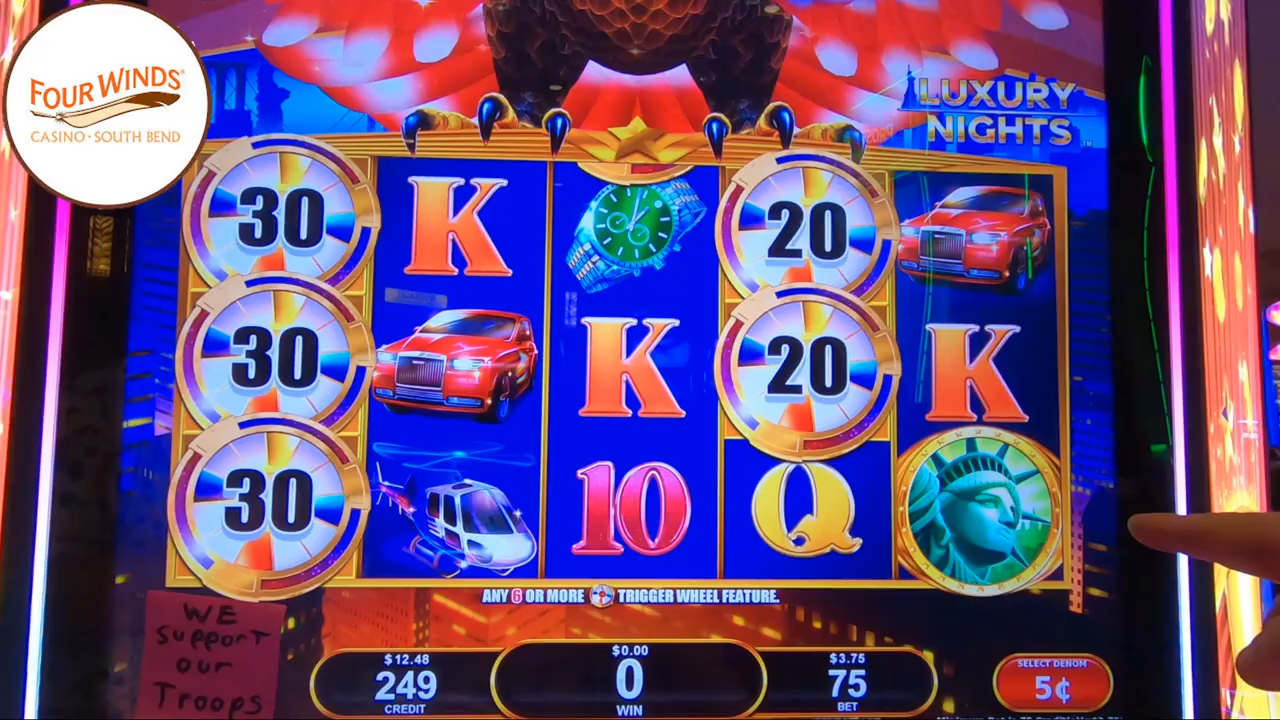 FOUR WINDS®
CASINO • SOUTH BEND
LUXURY
NIGHTS™
30
K
20
30
K
20
K
30
10
Q
ANY 6 OR MORE TRIGGER WHEEL FEATURE.
WE
Support
our
Troops
$12.48
249
CREDIT
$0.00
0
WIN
$3.75
75
BET
SELECT DENOM
5¢